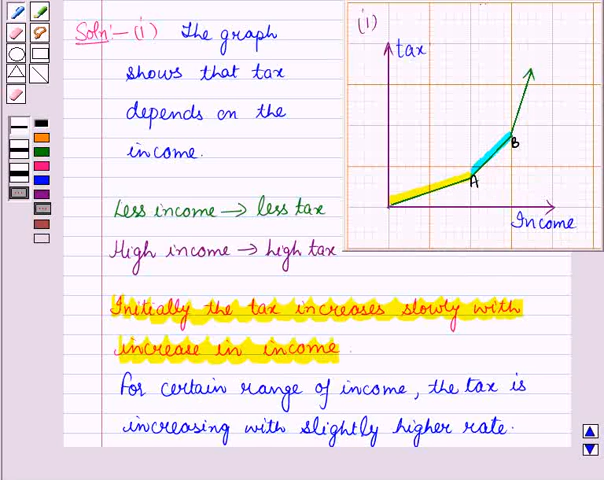 Soln:- (i) The graph
shows that tax
depends on the
income.
Less income → less tax
High income → high tax
Initially the tax increases slowly with
increase in income.
For certain range of income, the tax is
increasing with slightly higher rate.
(i)
tax
B
A
Income